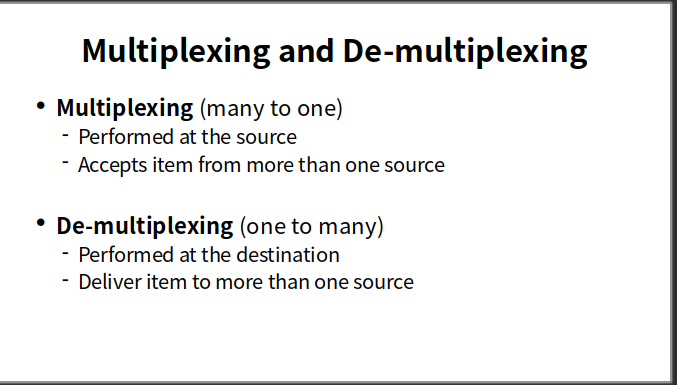 Multiplexing and De-multiplexing
• Multiplexing (many to one)
- Performed at the source
- Accepts item from more than one source
• De-multiplexing (one to many)
- Performed at the destination
- Deliver item to more than one source